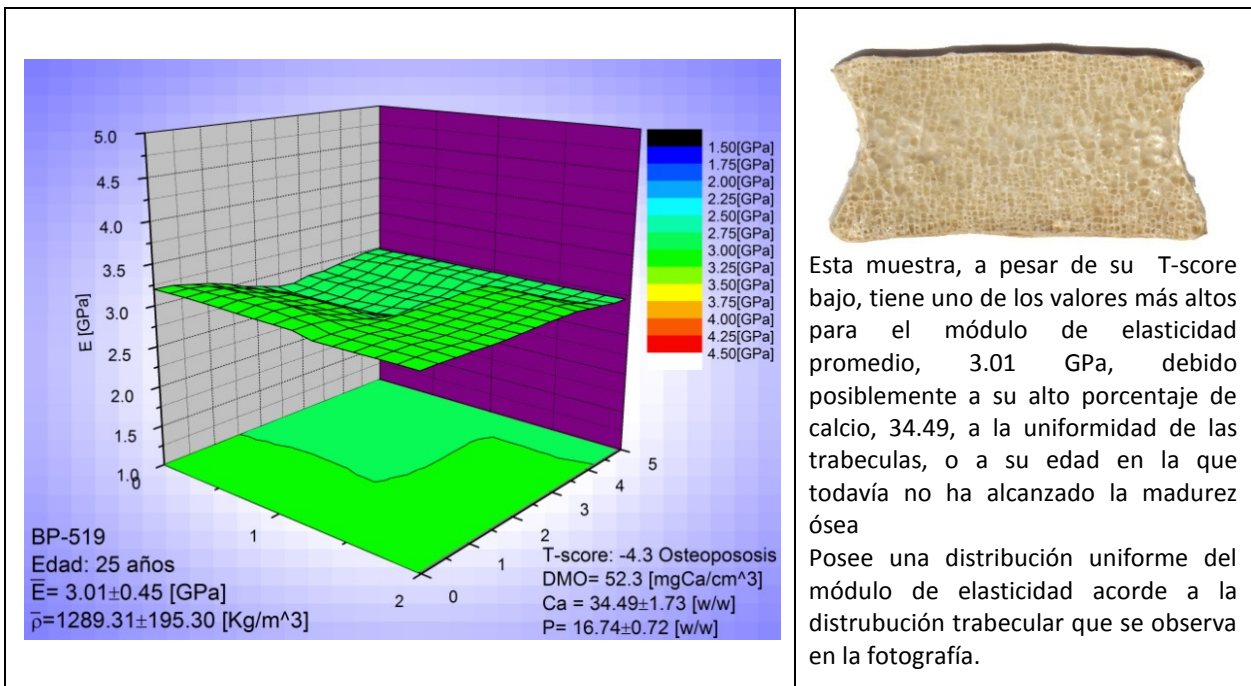 5.0
4.5
4.0
3.5
3.0
2.5
2.0
1.5
1.0
E [GPa]
0
1
2
0
1
2
3
4
5
1.50[GPa]
1.75[GPa]
2.00[GPa]
2.25[GPa]
2.50[GPa]
2.75[GPa]
3.00[GPa]
3.25[GPa]
3.50[GPa]
3.75[GPa]
4.00[GPa]
4.25[GPa]
4.50[GPa]
BP-519
Edad: 25 años
E̅= 3.01±0.45 [GPa]
ρ̅=1289.31±195.30 [Kg/m^3]
T-score: -4.3 Osteopososis
DMO= 52.3 [mgCa/cm^3]
Ca = 34.49±1.73 [w/w]
P= 16.74±0.72 [w/w]
Esta muestra, a pesar de su T-score
bajo, tiene uno de los valores más altos
para el módulo de elasticidad
promedio, 3.01 GPa, debido
posiblemente a su alto porcentaje de
calcio, 34.49, a la uniformidad de las
trabeculas, o a su edad en la que
todavía no ha alcanzado la madurez
ósea
Posee una distribución uniforme del
módulo de elasticidad acorde a la
distrubución trabecular que se observa
en la fotografía.